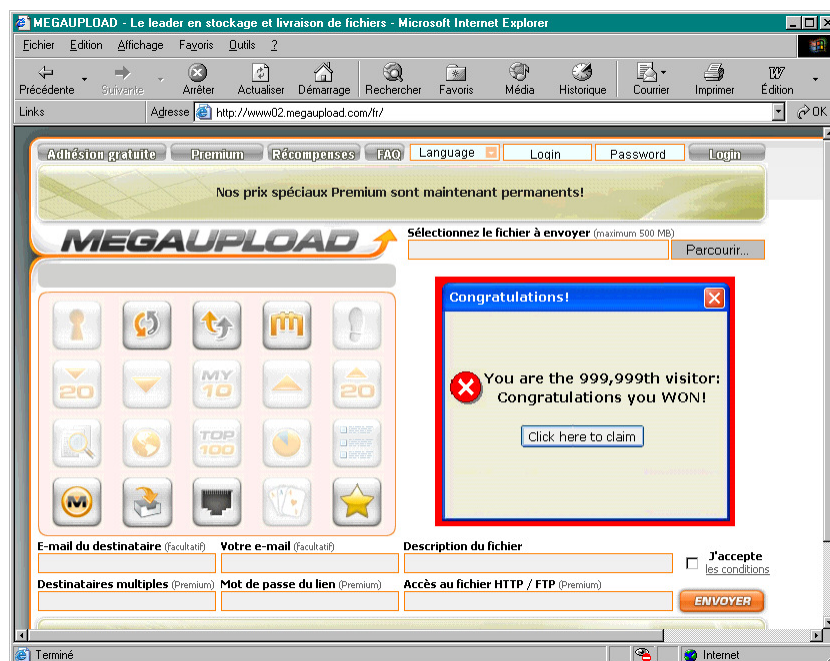 MEGAUPLOAD - Le leader en stockage et livraison de fichiers - Microsoft Internet Explorer
Fichier Edition Affichage Favoris Outils ?
Précédente Suivante Arrêter Actualiser Démarrage Rechercher Favoris Média Historique Courrier Imprimer Édition
Links Adresse http://www02.megaupload.com/fr/ OK
Adhésion gratuite Premium Récompenses FAQ Language Login Password Login
Nos prix spéciaux Premium sont maintenant permanents!
MEGAUPLOAD
Sélectionnez le fichier à envoyer (maximum 500 MB)
Parcourir...
Congratulations!
You are the 999,999th visitor:
Congratulations you WON!
Click here to claim
20 MY 10 20
TOP 100
M
E-mail du destinataire (facultatif) Votre e-mail (facultatif) Description du fichier
J'accepte
les conditions
Destinataires multiples (Premium) Mot de passe du lien (Premium) Accès au fichier HTTP / FTP (Premium)
ENVOYER
Terminé Internet